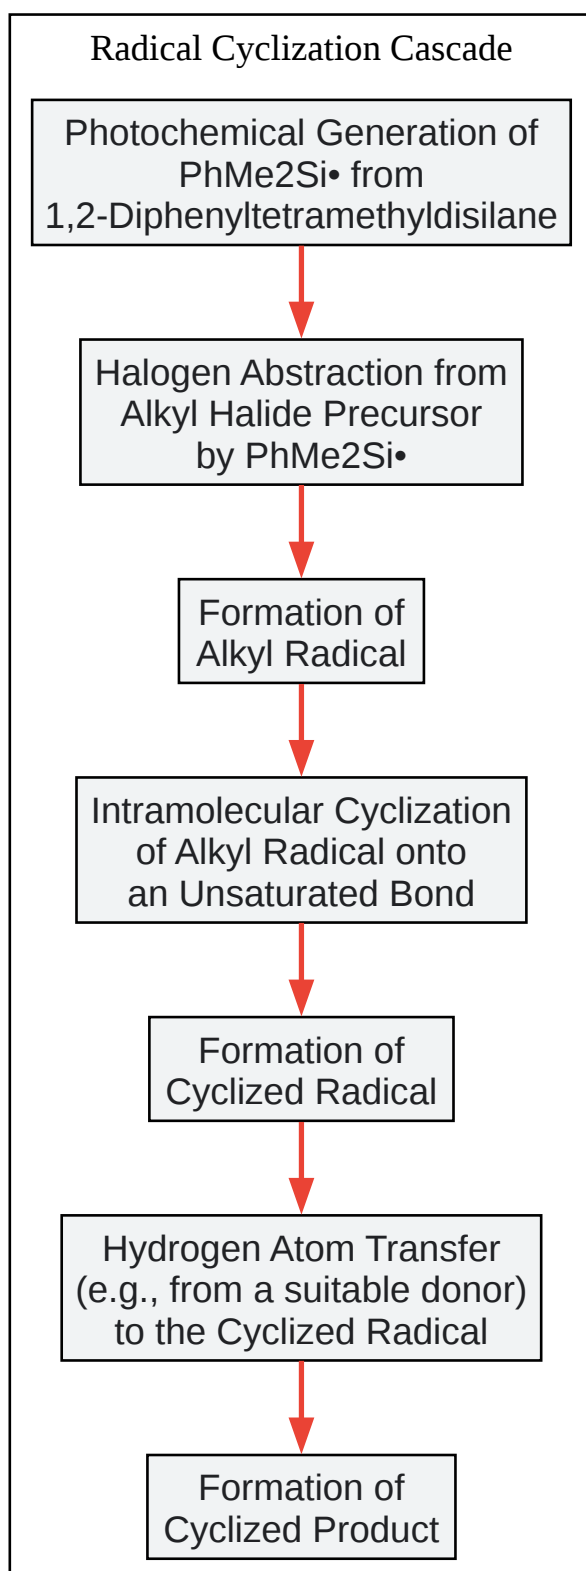 Radical Cyclization Cascade
Photochemical Generation of
PhMe2Si• from
1,2-Diphenyltetramethyldisilane
Halogen Abstraction from
Alkyl Halide Precursor
by PhMe2Si•
Formation of
Alkyl Radical
Intramolecular Cyclization
of Alkyl Radical onto
an Unsaturated Bond
Formation of
Cyclized Radical
Hydrogen Atom Transfer
(e.g., from a suitable donor)
to the Cyclized Radical
Formation of
Cyclized Product